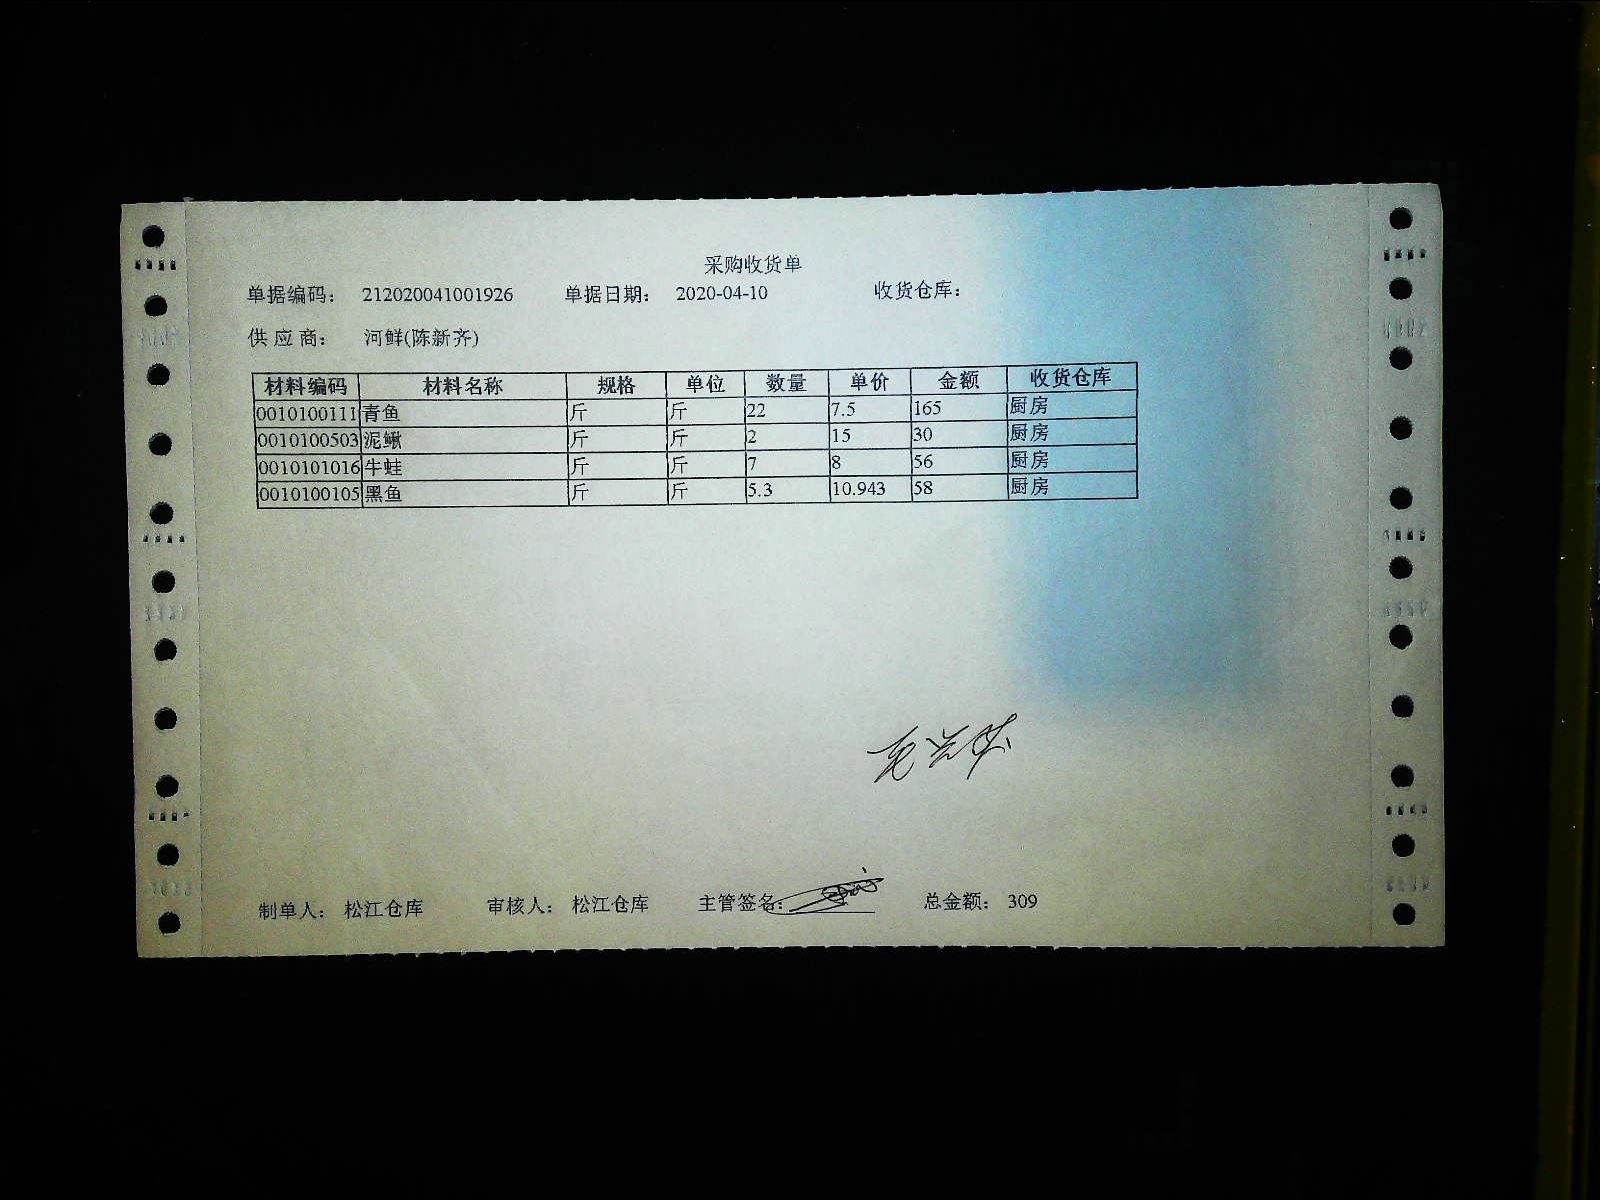 采购收货单
单据编码： 212020041001926 单据日期： 2020-04-10 收货仓库：
供应商： 河鲜(陈新齐)
材料编码 材料名称 规格 单位 数量 单价 金额 收货仓库
0010100111 青鱼 斤 斤 22 7.5 165 厨房
0010100503 泥鳅 斤 斤 2 15 30 厨房
0010101016 牛蛙 斤 斤 7 8 56 厨房
0010100105 黑鱼 斤 斤 5.3 10.943 58 厨房
制单人： 松江仓库 审核人： 松江仓库 主管签名： 总金额： 309